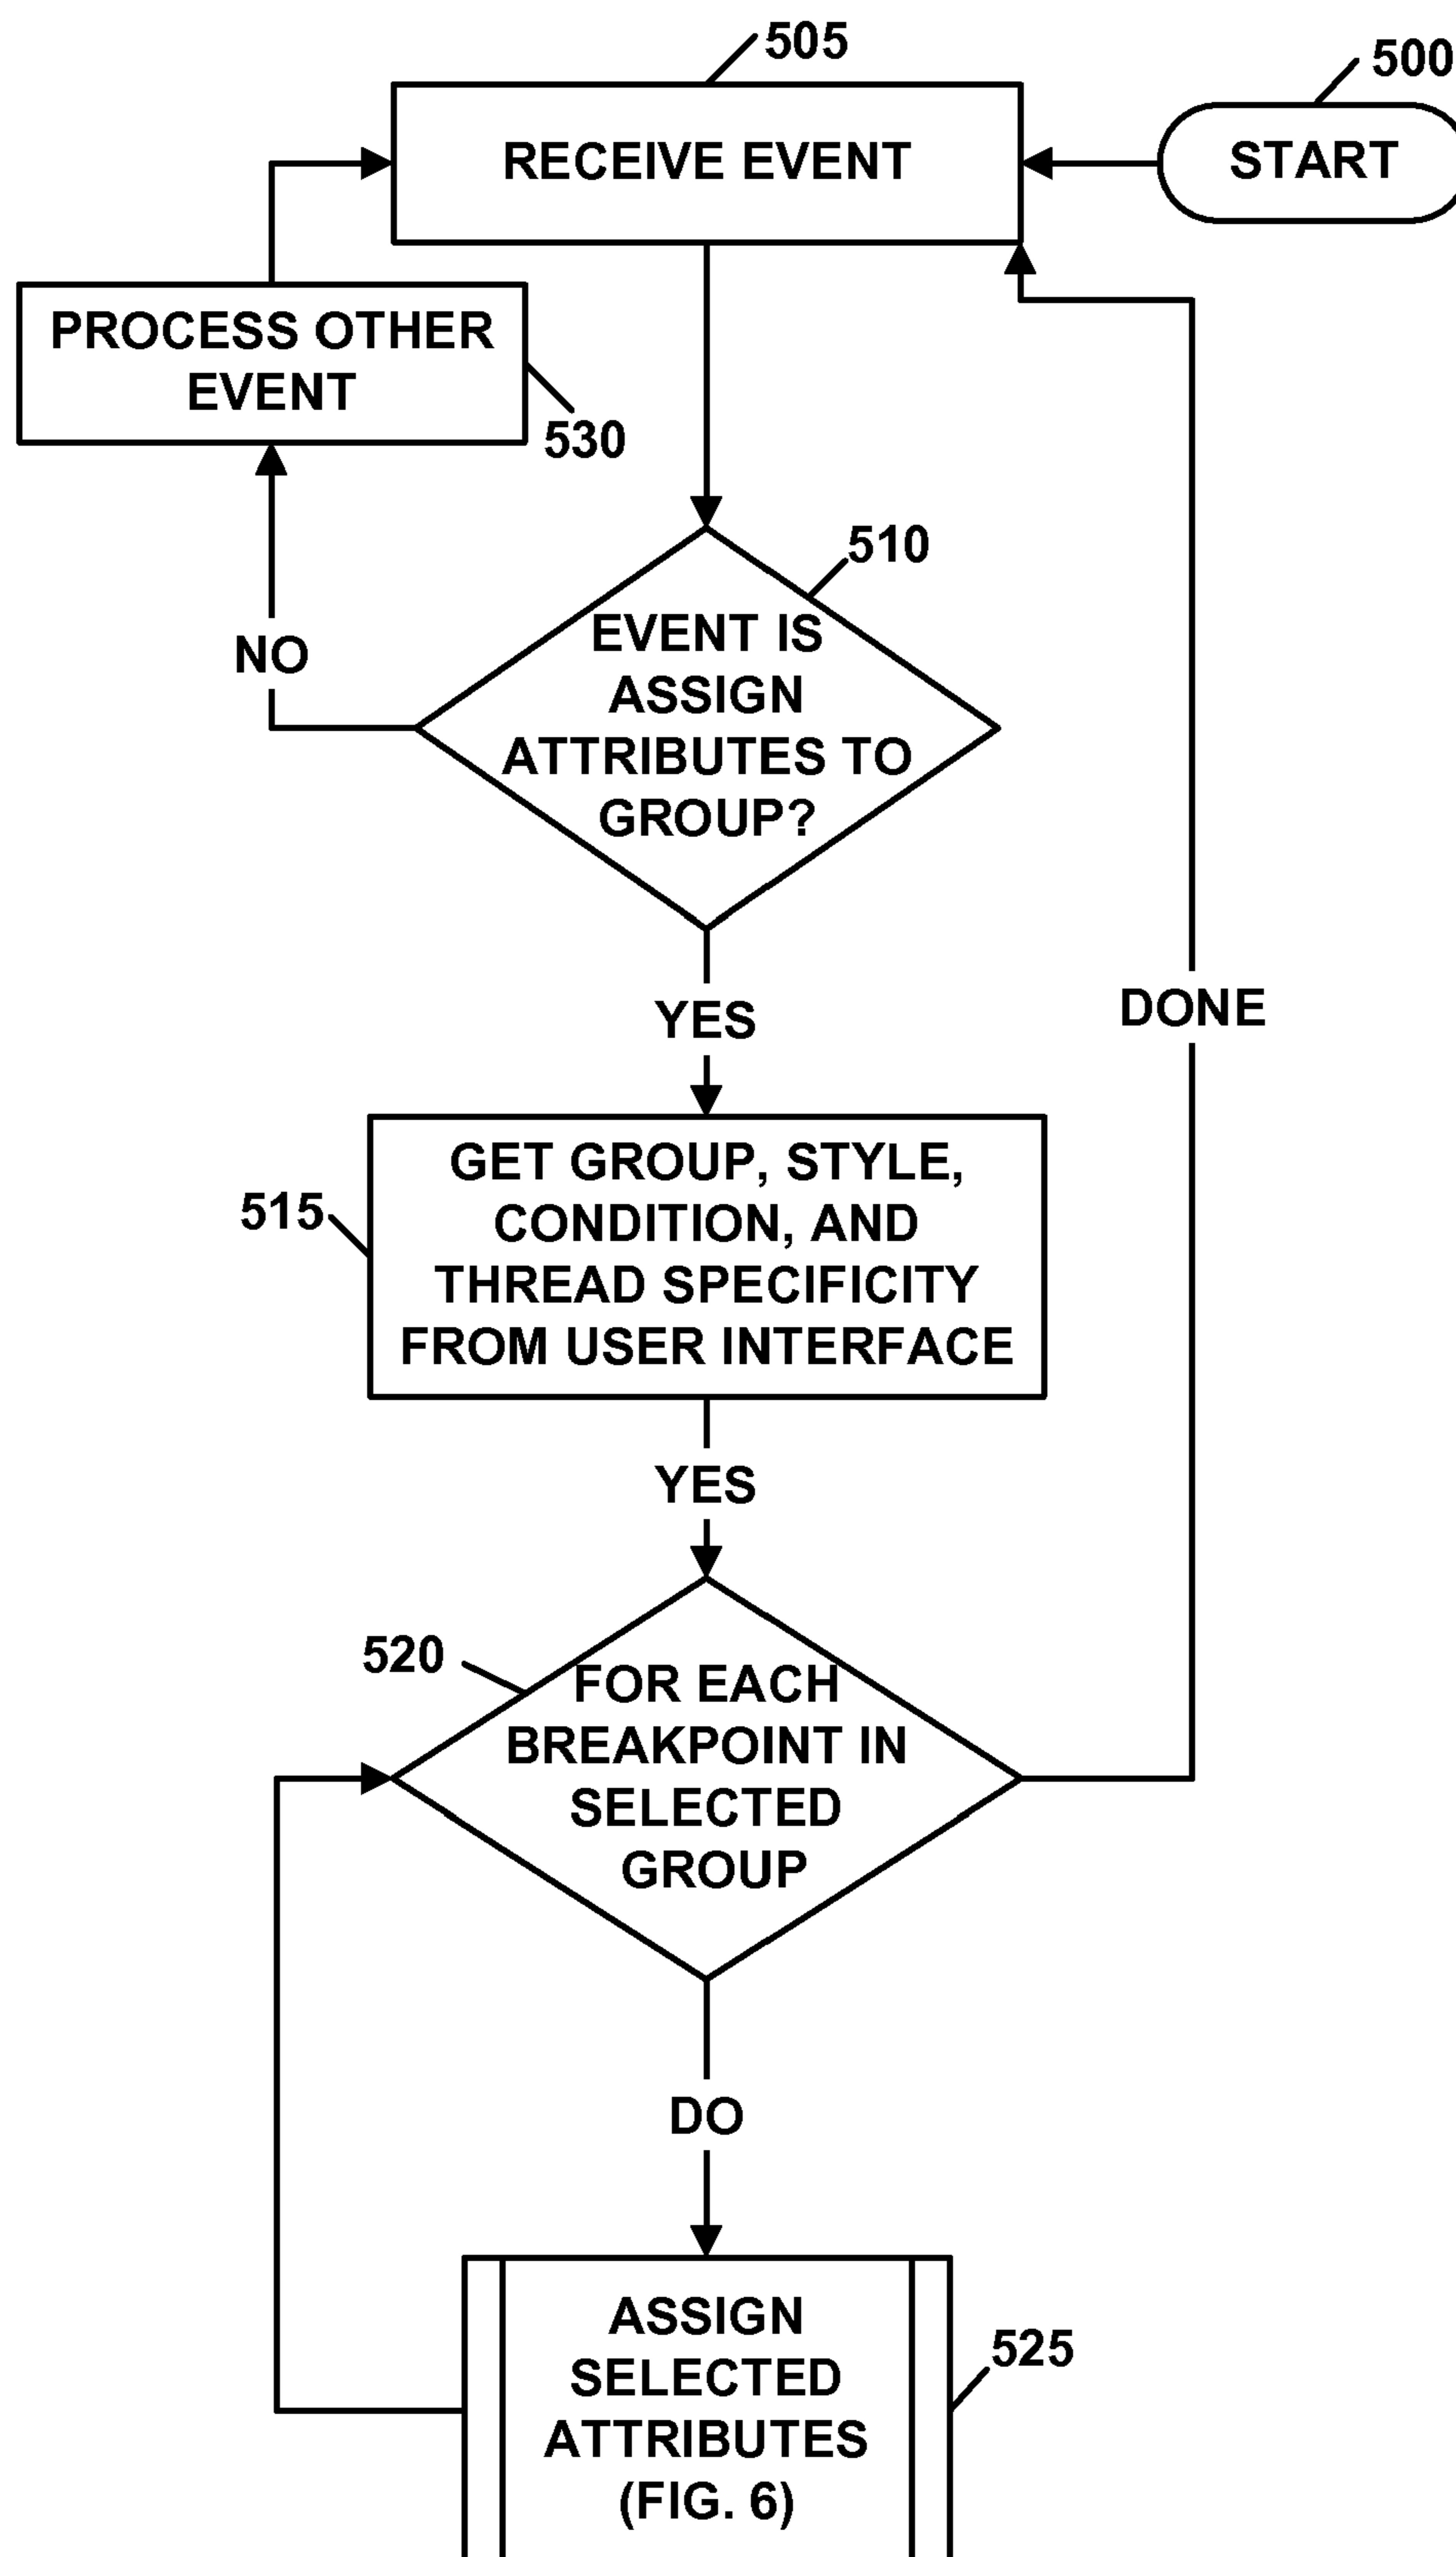 505
500
RECEIVE EVENT
START
PROCESS OTHER
EVENT
530
510
EVENT IS
ASSIGN
ATTRIBUTES TO
GROUP?
NO
YES
DONE
515
GET GROUP, STYLE,
CONDITION, AND
THREAD SPECIFICITY
FROM USER INTERFACE
YES
520
FOR EACH
BREAKPOINT IN
SELECTED
GROUP
DO
ASSIGN
SELECTED
ATTRIBUTES
(FIG. 6)
525